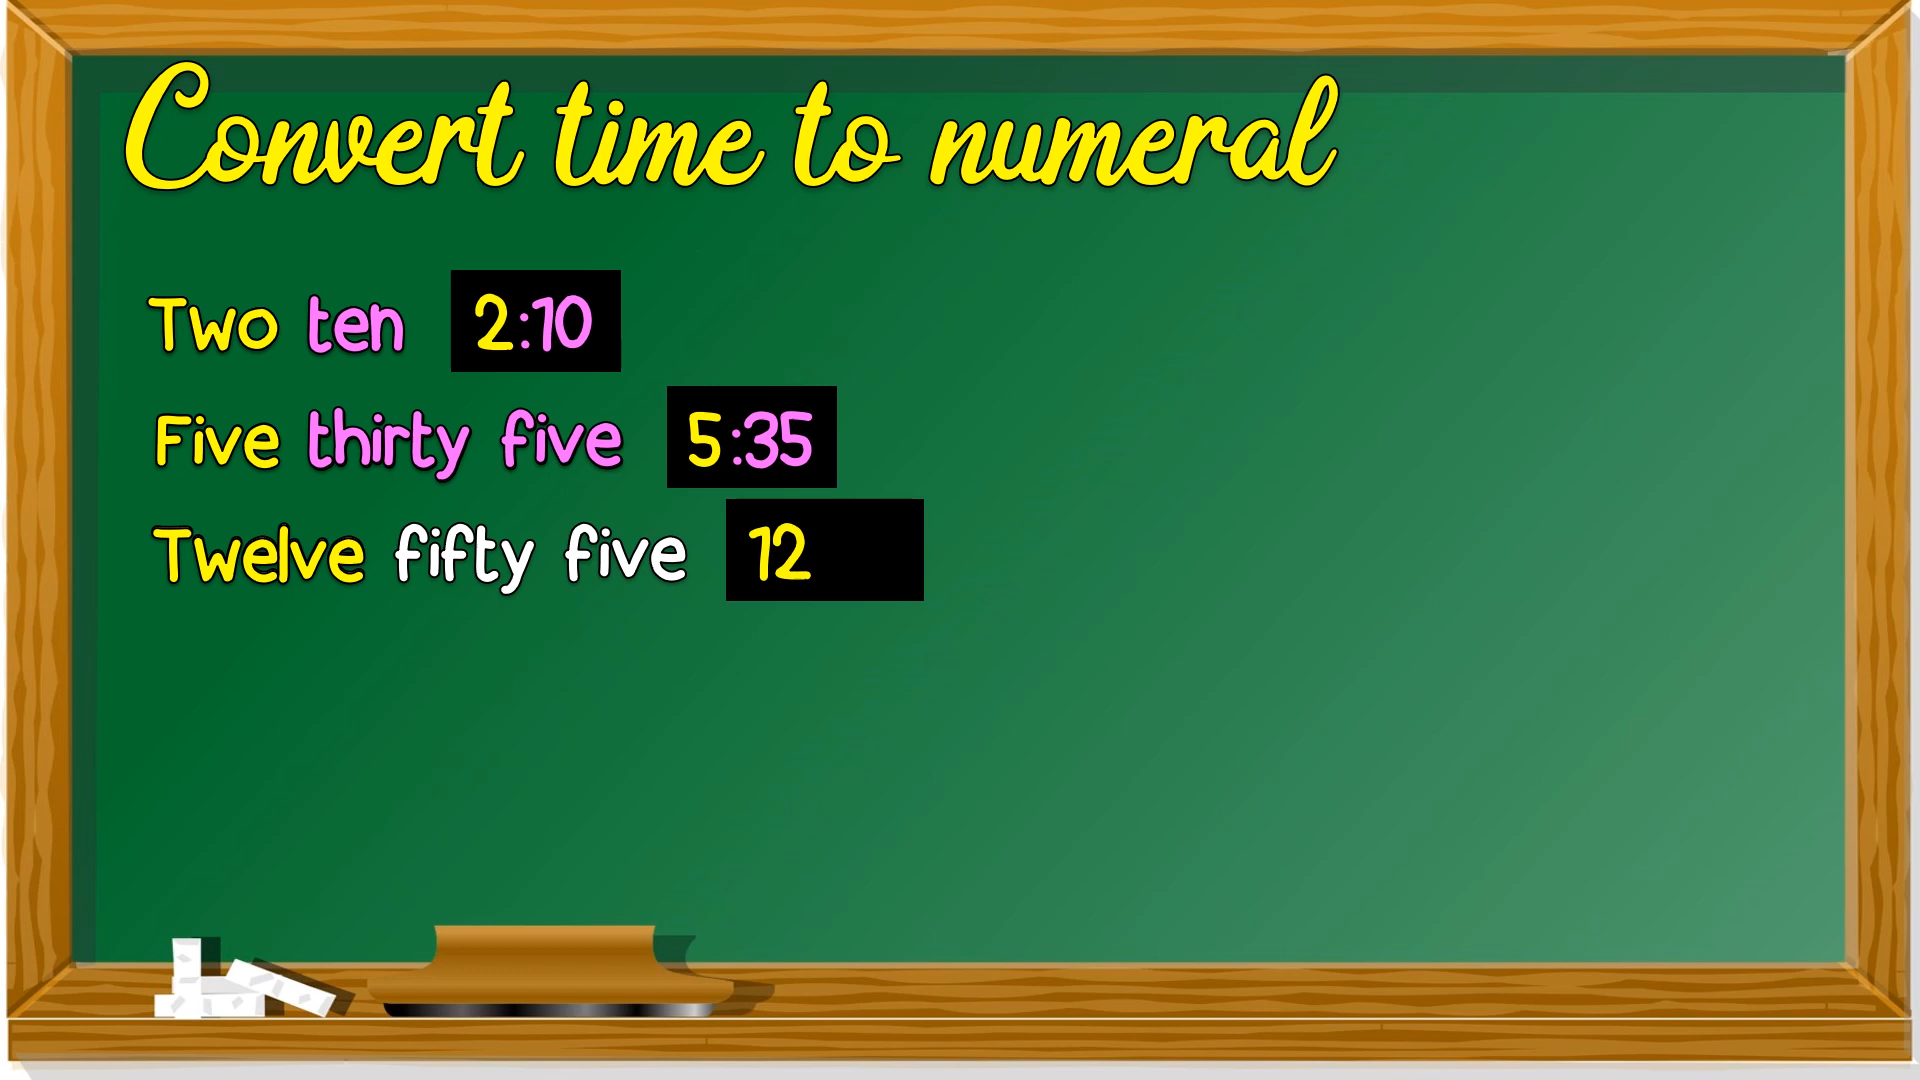 Convert time to numeral
Two ten 2:10
Five thirty five 5:35
Twelve fifty five 12